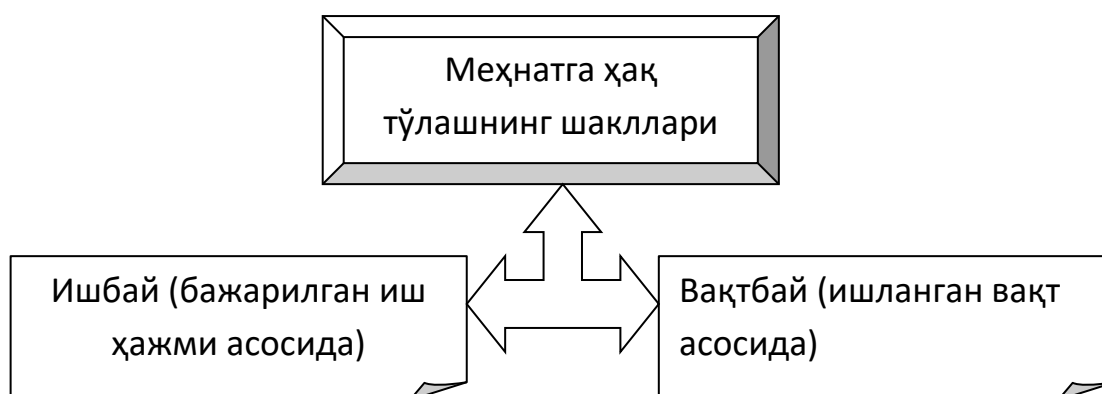 Меҳнатга ҳақ
тўлашнинг шакллари
Ишбай (бажарилган иш
ҳажми асосида)
Вақтбай (ишланган вақт
асосида)